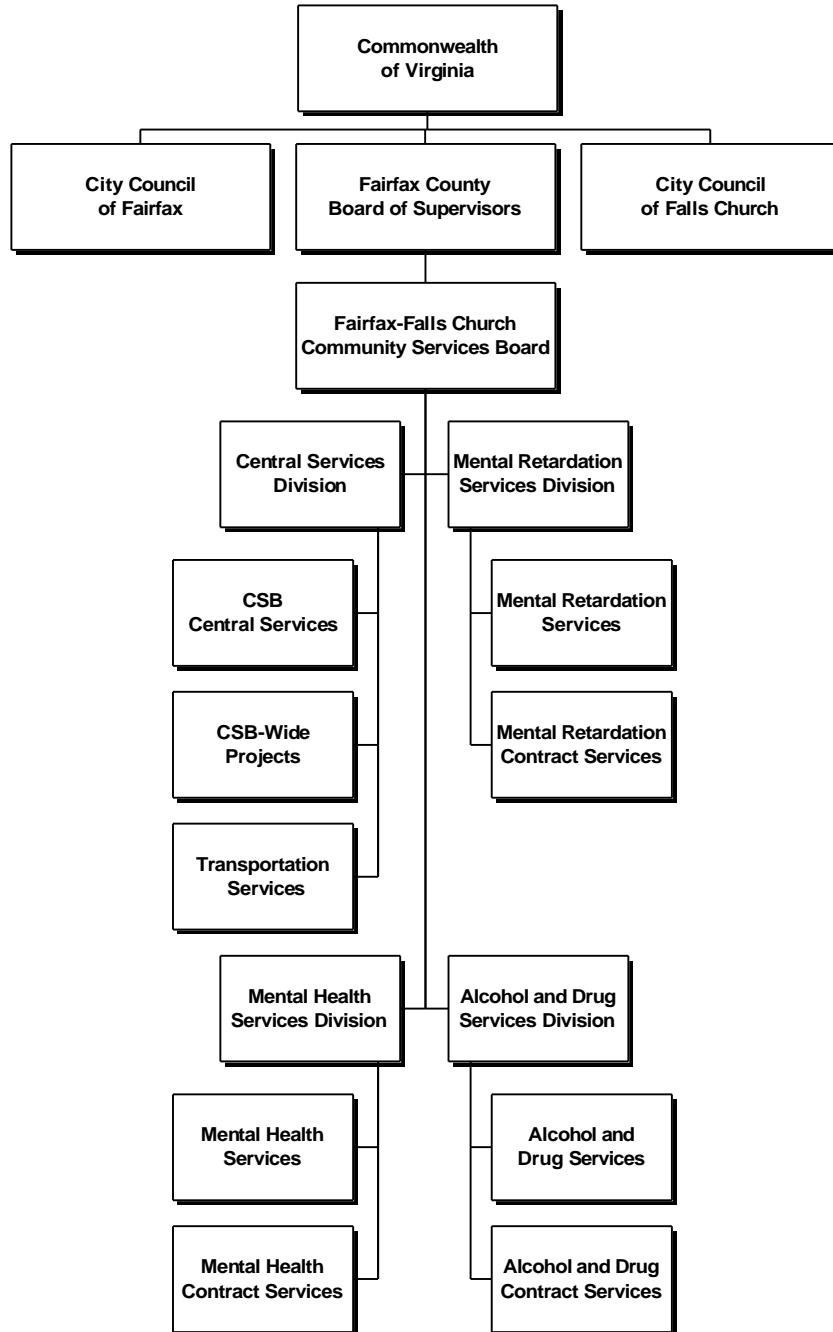 Commonwealth
of Virginia
City Council
of Fairfax
Fairfax County
Board of Supervisors
City Council
of Falls Church
Fairfax-Falls Church
Community Services Board
Central Services
Division
Mental Retardation
Services Division
CSB
Central Services
Mental Retardation
Services
CSB-Wide
Projects
Mental Retardation
Contract Services
Transportation
Services
Mental Health
Services Division
Alcohol and Drug
Services Division
Mental Health
Services
Alcohol and
Drug Services
Mental Health
Contract Services
Alcohol and Drug
Contract Services